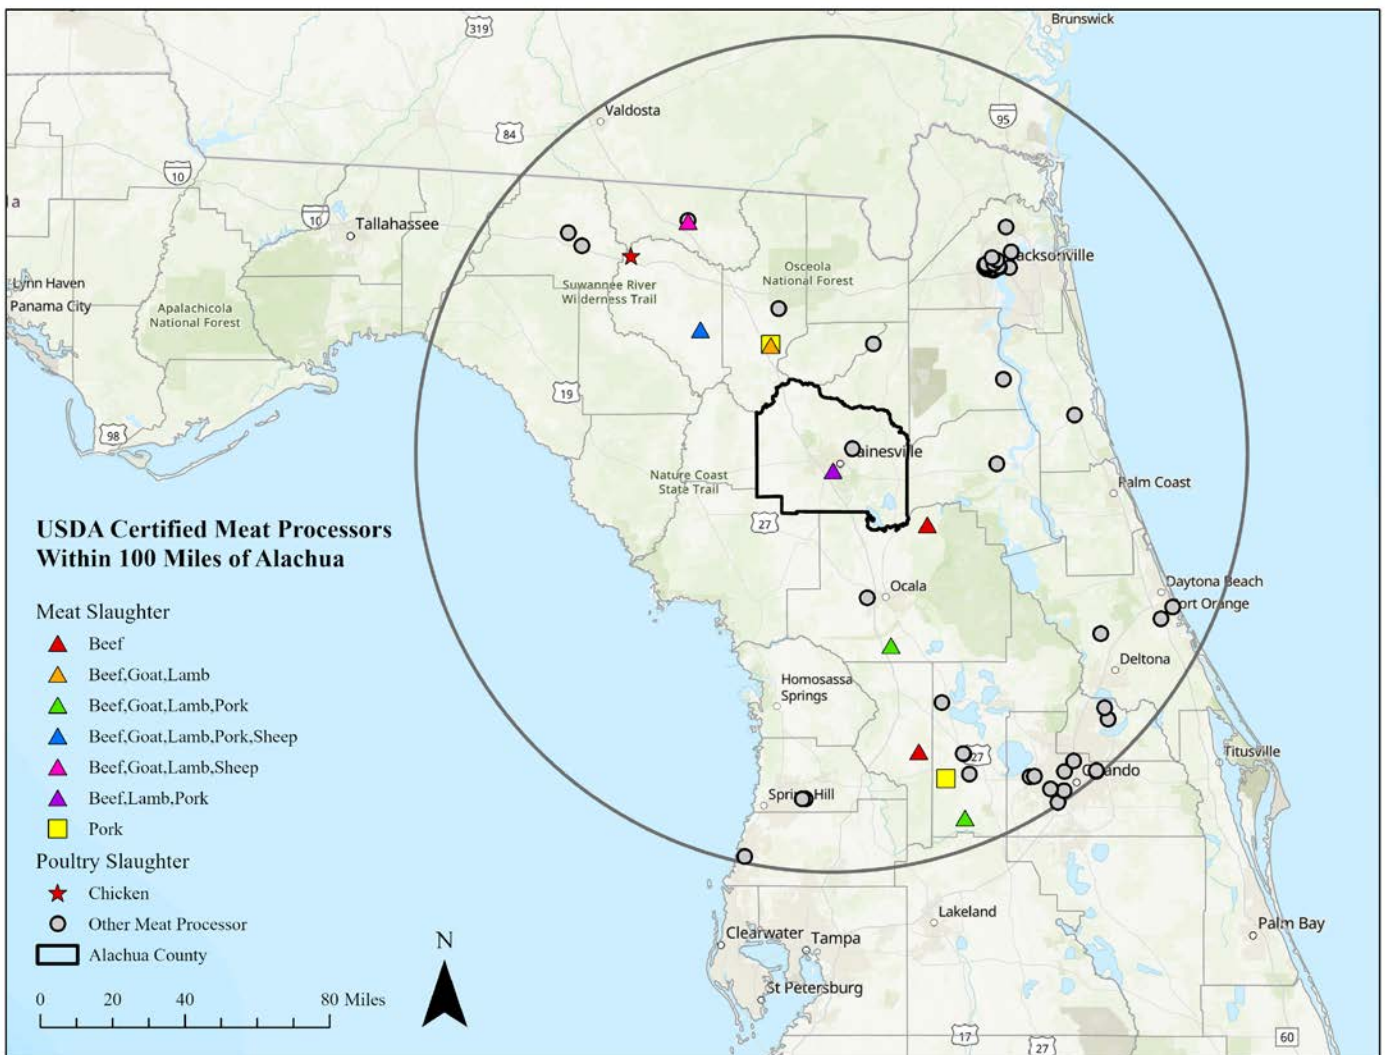 319
Brunswick
Valdosta
95
84
10
a
10
Tallahassee
acksonville
Osceola
National Forest
Lynn Haven
Suwannee River
Wilderness Trail
Panama City
Apalachicola
National Forest
19
98
ainesville
Nature Coast
State Trail
Palm Coast
27
USDA Certified Meat Processors
Within 100 Miles of Alachua
Daytona Beach
Ocala
ort Orange
Meat Slaughter
Beef
Deltona
Beef,Goat,Lamb
Homosassa
Springs
Beef,Goat,Lamb,Pork
Beef,Goat,Lamb,Pork,Sheep
27
Titusville
Beef,Goat,Lamb,Sheep
O ando
Beef,Lamb,Pork
Sprin Hill
Pork
Poultry Slaughter
Chicken
Other Meat Processor
Lakeland
Palm Bay
Clearwater
Tampa
N
Alachua County
St Petersburg
0 20 40 80 Miles
17
27
60